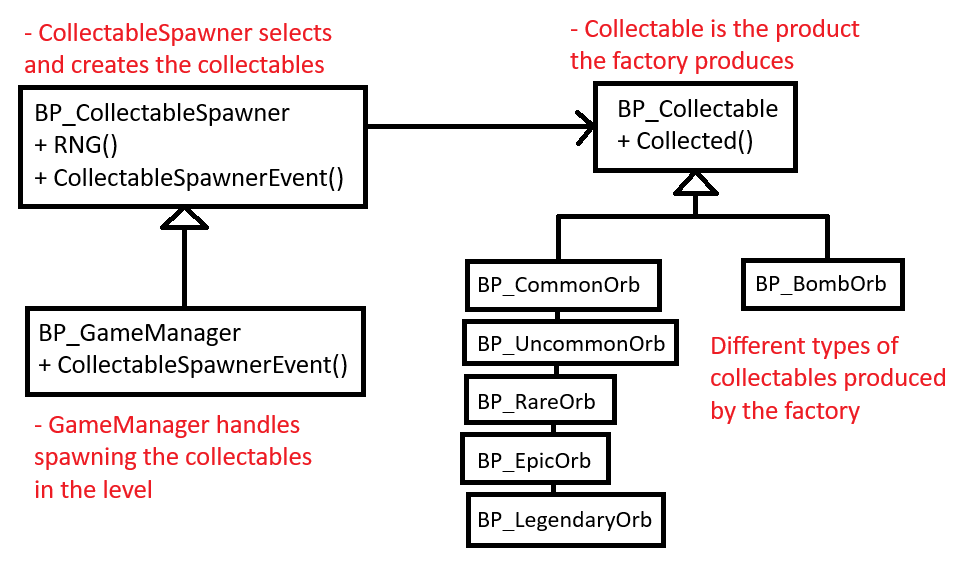 - CollectableSpawner selects
and creates the collectables
BP_CollectableSpawner
+ RNG()
+ CollectableSpawnerEvent()
BP_GameManager
+ CollectableSpawnerEvent()
- GameManager handles
spawning the collectables
in the level
- Collectable is the product
the factory produces
BP_Collectable
+ Collected()
BP_CommonOrb
BP_UncommonOrb
BP_RareOrb
BP_EpicOrb
BP_LegendaryOrb
BP_BombOrb
Different types of
collectables produced
by the factory